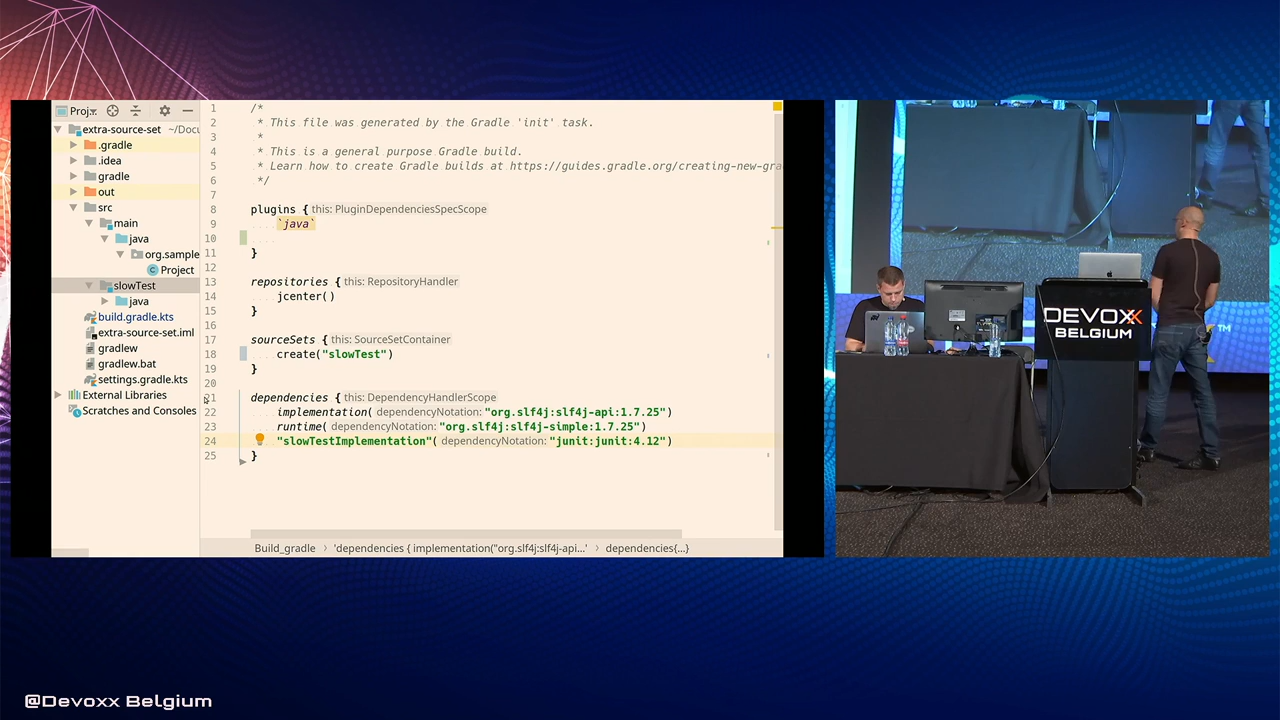 Proj...
extra-source-set ~/Docu
.gradle
.idea
gradle
out
src
main
java
org.sample
Project
slowTest
java
build.gradle.kts
extra-source-set.iml
gradlew
gradlew.bat
settings.gradle.kts
External Libraries
Scratches and Consoles
1 /*
2 * This file was generated by the Gradle 'init' task.
3 *
4 * This is a general purpose Gradle build.
5 * Learn how to create Gradle builds at https://guides.gradle.org/creating-new-gra
6 */
7
8 plugins { this: PluginDependenciesSpecScope
9 `java`
10
11 }
12
13 repositories { this: RepositoryHandler
14 jcenter()
15 }
16
17 sourceSets { this: SourceSetContainer
18 create("slowTest")
19 }
20
21 dependencies { this: DependencyHandlerScope
22 implementation( dependencyNotation: "org.slf4j:slf4j-api:1.7.25")
23 runtime( dependencyNotation: "org.slf4j:slf4j-simple:1.7.25")
24 "slowTestImplementation"( dependencyNotation: "junit:junit:4.12")
25 }
Build_gradle › 'dependencies { implementation("org.slf4j:slf4j-api...' › dependencies{...}
DEVOXX
BELGIUM
TM
@Devoxx Belgium